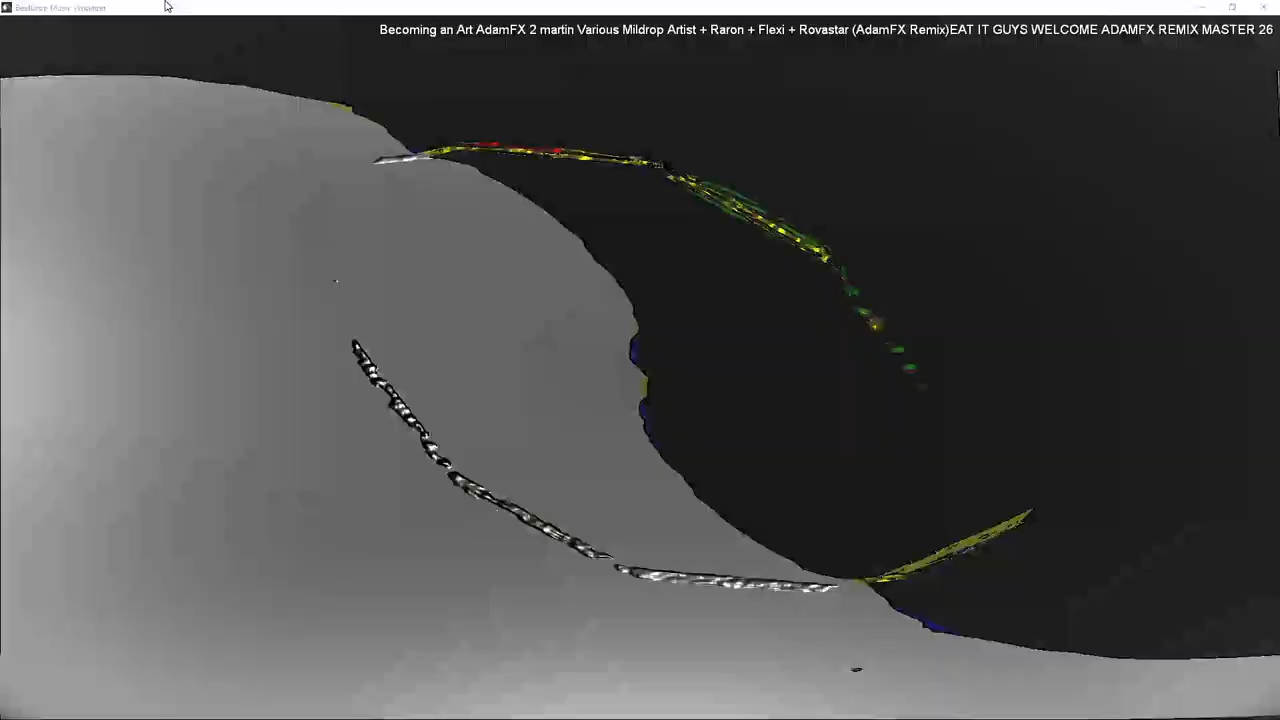 Becoming an Art AdamFX 2 martin Various Mildrop Artist + Raron + Flexi + Rovastar (AdamFX Remix)EAT IT GUYS WELCOME ADAMFX REMIX MASTER 26